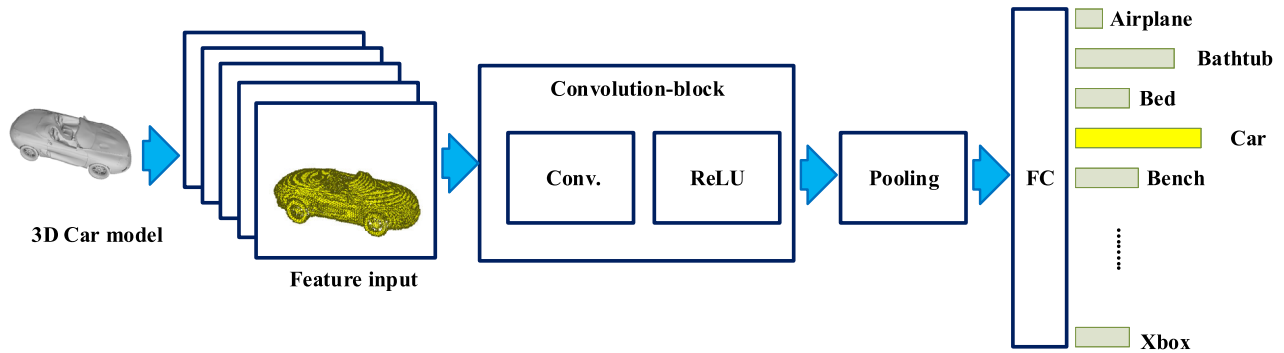 3D Car model
Feature input
Convolution-block
Conv.
ReLU
Pooling
FC
Airplane
Bathtub
Bed
Car
Bench
Xbox